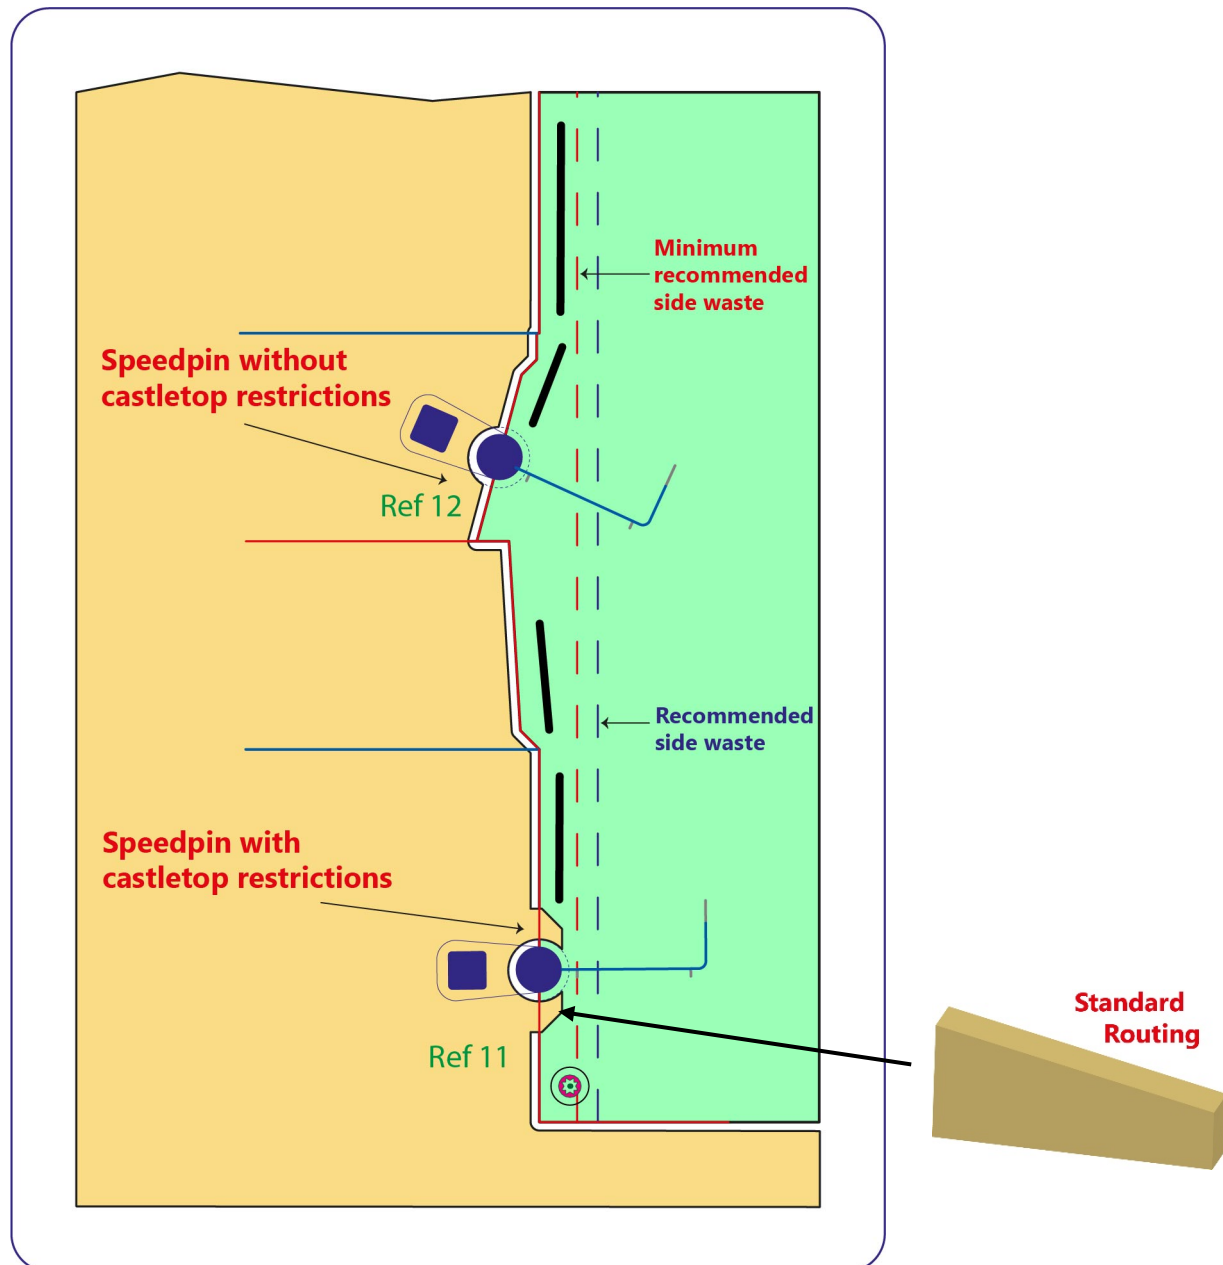 Minimum
recommended
side waste
Speedpin without
castletop restrictions
Ref 12
Recommended
side waste
Speedpin with
castletop restrictions
Ref 11
Standard
Routing